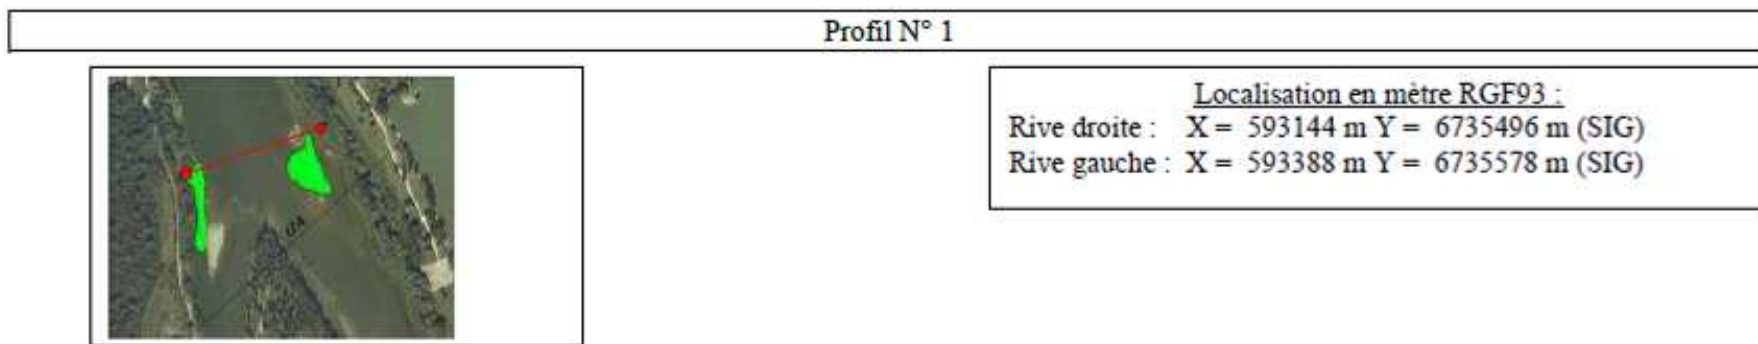 Profil N° 1
Localisation en mètre RGF93 :
Rive droite : X = 593144 m Y = 6735496 m (SIG)
Rive gauche : X = 593388 m Y = 6735578 m (SIG)